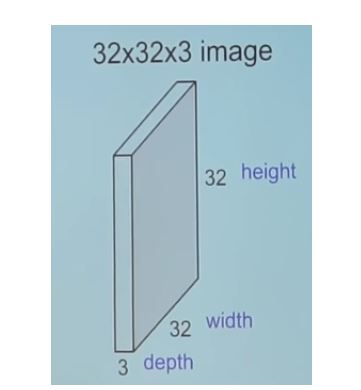 32x32x3 image
32 height
32 width
3 depth